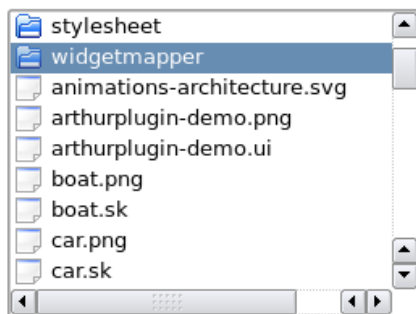 stylesheet
widgetmapper
animations-architecture.svg
arthurplugin-demo.png
arthurplugin-demo.ui
boat.png
boat.sk
car.png
car.sk